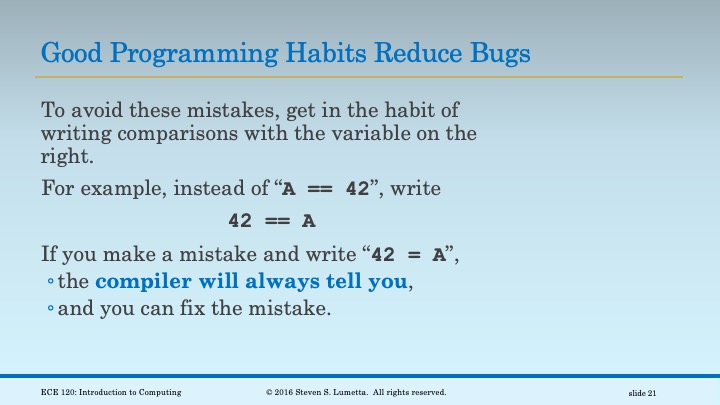 Good Programming Habits Reduce Bugs
To avoid these mistakes, get in the habit of
writing comparisons with the variable on the
right.
For example, instead of “A == 42”, write
42 == A
If you make a mistake and write “42 = A”,
◦the compiler will always tell you,
◦and you can fix the mistake.
ECE 120: Introduction to Computing © 2016 Steven S. Lumetta. All rights reserved. slide 21